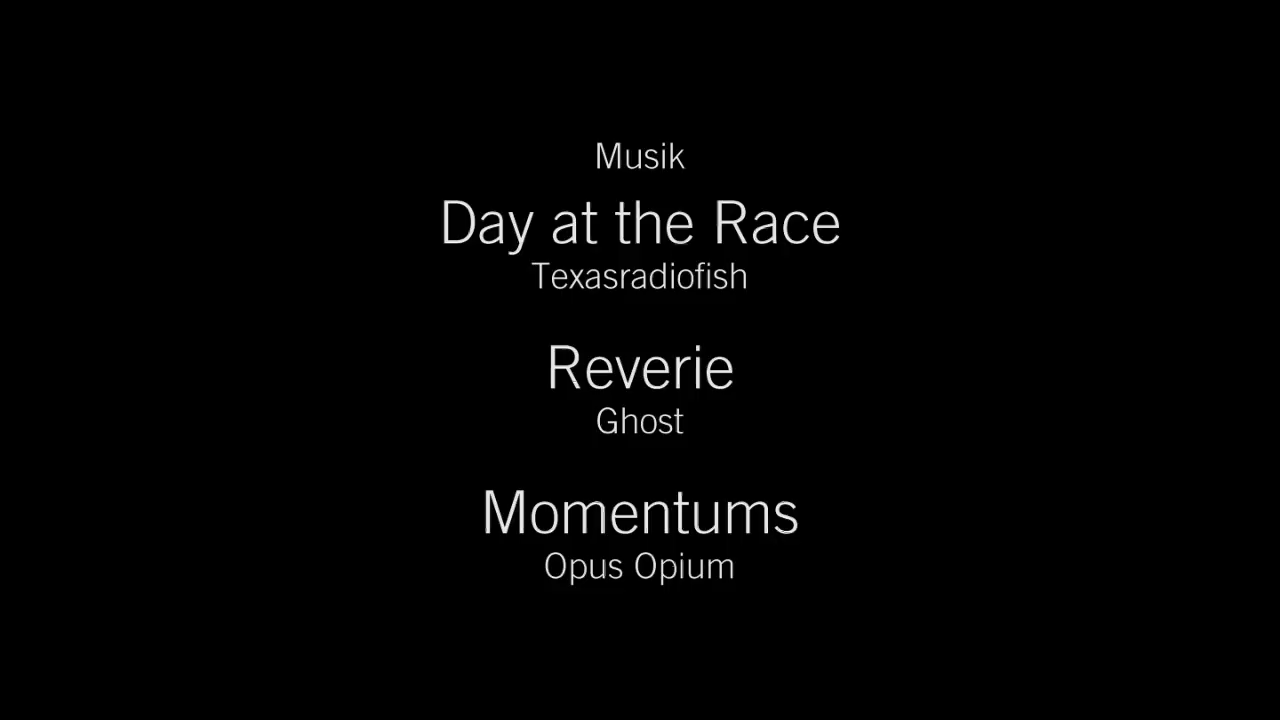 Musik
Day at the Race
Texasradiofish
Reverie
Ghost
Momentums
Opus Opium